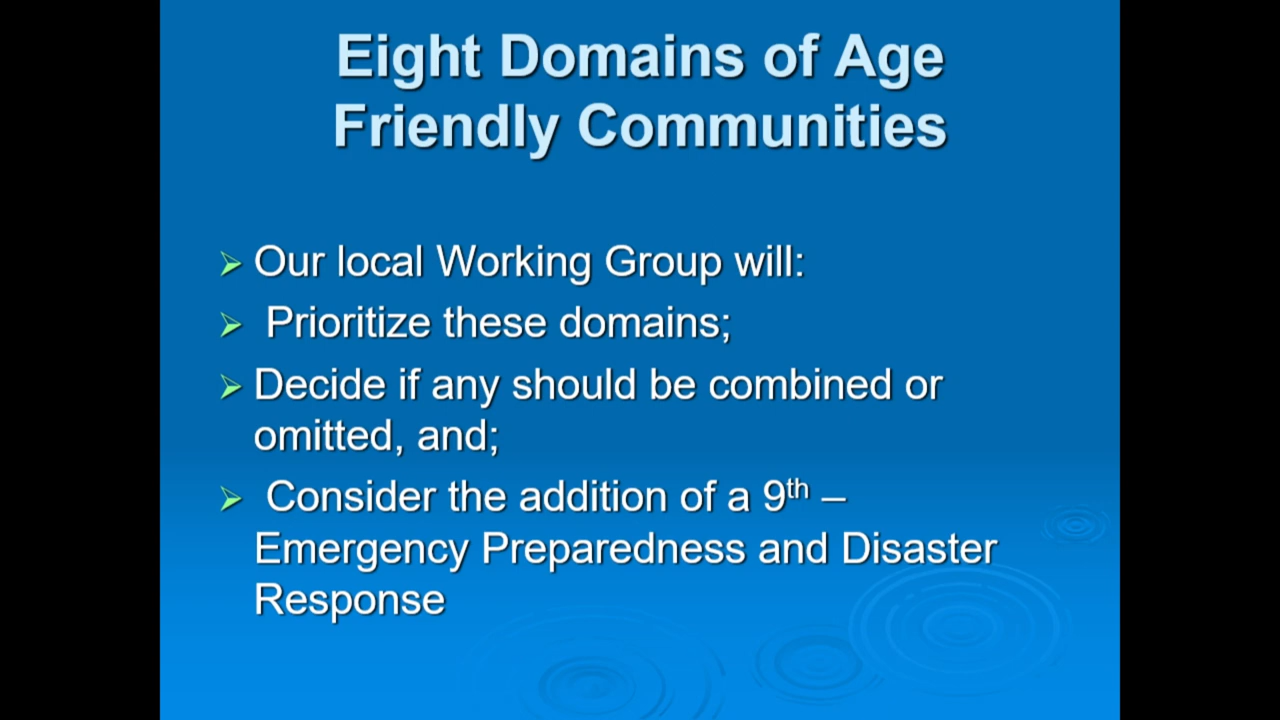 Eight Domains of Age
Friendly Communities
Our local Working Group will:
Prioritize these domains;
Decide if any should be combined or
omitted, and;
Consider the addition of a 9th –
Emergency Preparedness and Disaster
Response